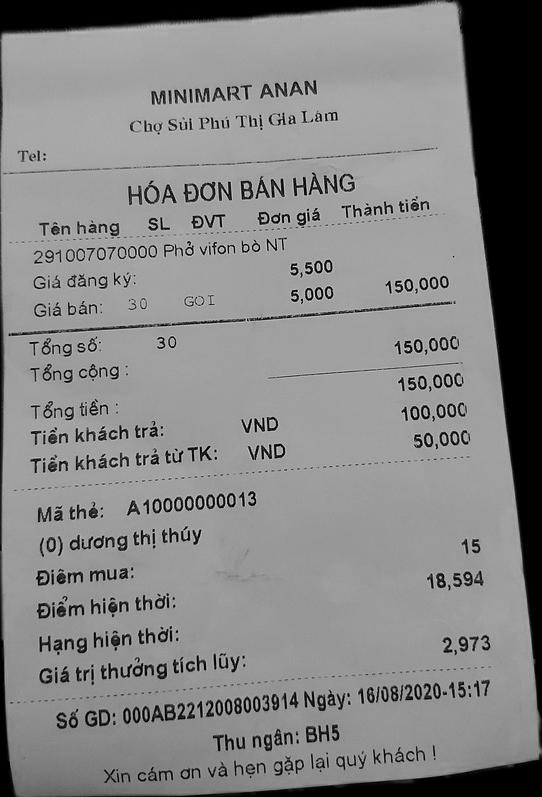 MINIMART ANAN
Chợ Sủi Phú Thị Gia Lâm
Tel:
HÓA ĐƠN BÁN HÀNG
Tên hàng SL ĐVT Đơn giá Thành tiền
291007070000 Phở vifon bò NT
Giá đăng ký: 5,500
Giá bán: 30 GOI 5,000 150,000
Tổng số: 30
Tổng cộng : 150,000
Tổng tiền : 150,000
Tiền khách trả: VND 100,000
Tiền khách trả từ TK: VND 50,000
Mã thẻ: A10000000013
(0) dương thị thúy
Điêm mua: 15
Điểm hiện thời: 18,594
Hạng hiện thời:
Giá trị thưởng tích lũy: 2,973
Số GD: 000AB2212008003914 Ngày: 16/08/2020-15:17
Thu ngân: BH5
Xin cám ơn và hẹn gặp lại quý khách !